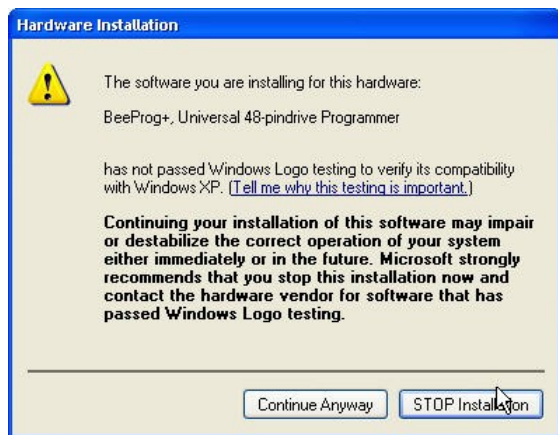 Hardware Installation
The software you are installing for this hardware:
BeeProg+, Universal 48-pindrive Programmer
has not passed Windows Logo testing to verify its compatibility
with Windows XP. (Tell me why this testing is important.)
Continuing your installation of this software may impair
or destabilize the correct operation of your system
either immediately or in the future. Microsoft strongly
recommends that you stop this installation now and
contact the hardware vendor for software that has
passed Windows Logo testing.
Continue Anyway
STOP Installation